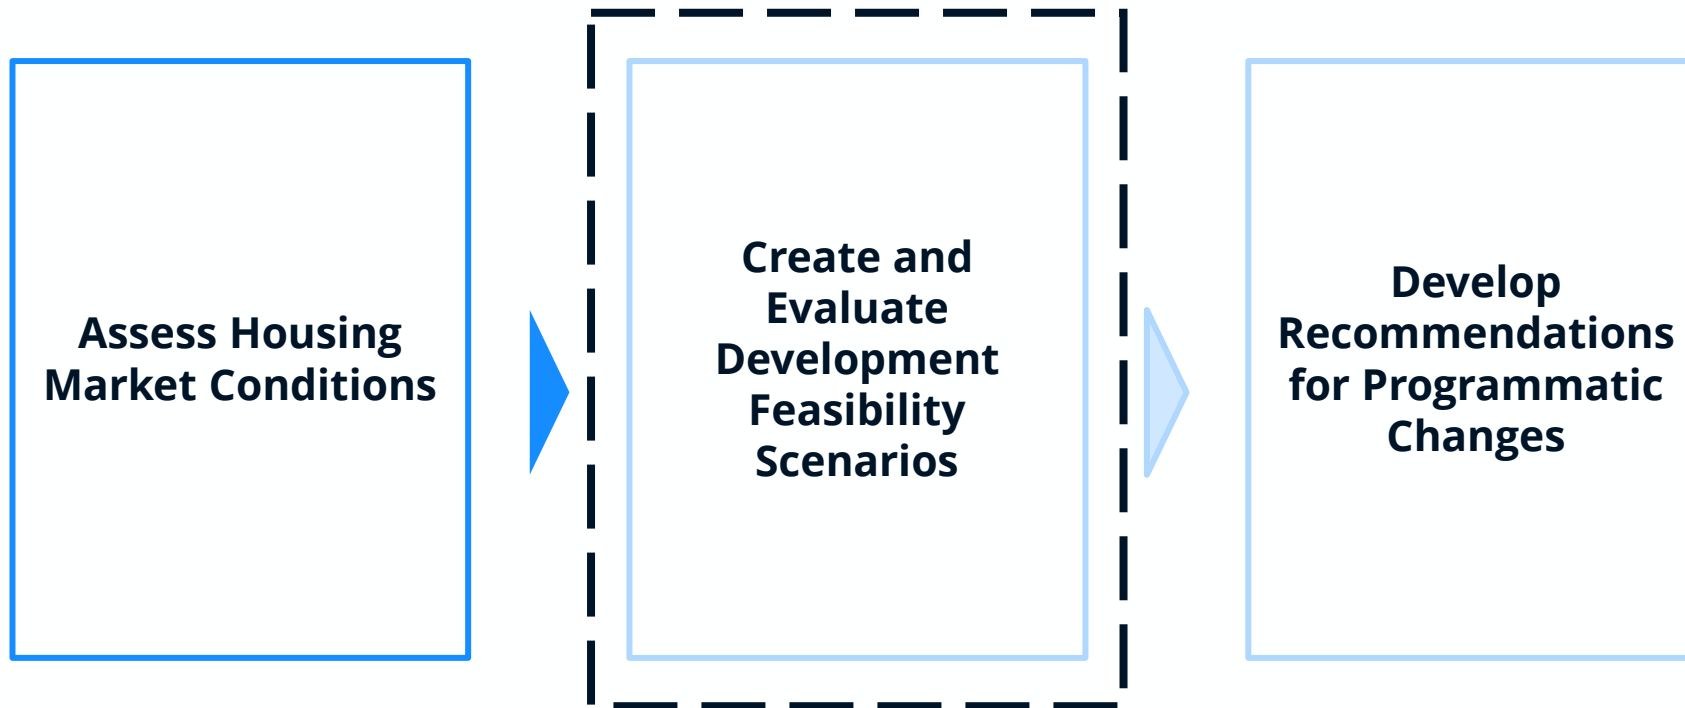 Assess Housing
Market Conditions
Create and
Evaluate
Development
Feasibility
Scenarios
Develop
Recommendations
for Programmatic
Changes